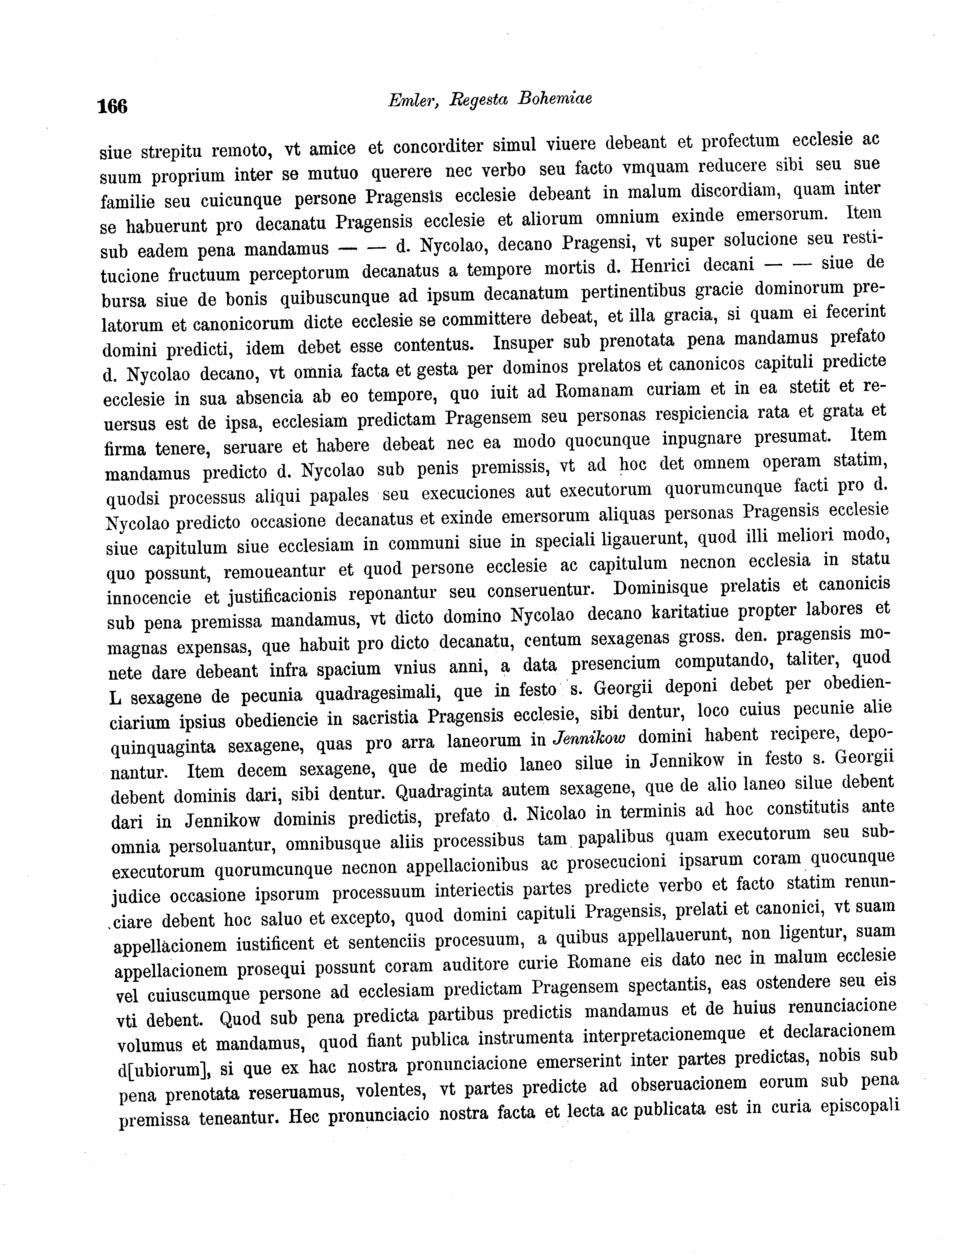 166
Emler, Regesta Bohemiae
siue strepitu remoto, vt amice et concorditer simul viuere debeant et profectum ecclesie ac
suum proprium inter se mutuo querere nec verbo seu facto vmquam reducere sibi seu sue
familie seu cuicunque persone Pragensis ecclesie debeant in malum discordiam, quam inter
se habuerunt pro decanatu Pragensis ecclesie et aliorum omnium exinde emersorum. Item
sub eadem pena mandamus — — d. Nycolao, decano Pragensi, vt super solucione seu resti-
tucione fructuum perceptorum decanatus a tempore mortis d. Henrici decani — — siue de
bursa siue de bonis quibuscunque ad ipsum decanatum pertinentibus gracie dominorum pre-
latorum et canonicorum dicte ecclesie se committere debeat, et illa gracia, si quam ei fecerint
domini predicti, idem debet esse contentus. Insuper sub prenotata pena mandamus prefato
d. Nycolao decano, vt omnia facta et gesta per dominos prelatos et canonicos capituli predicte
ecclesie in sua absencia ab eo tempore, quo iuit ad Romanam curiam et in ea stetit et re-
uersus est de ipsa, ecclesiam predictam Pragensem seu personas respiciencia rata et grata et
firma tenere, seruare et habere debeat nec ea modo quocunque inpugnare presumat. Item
mandamus predicto d. Nycolao sub penis premissis, vt ad hoc det omnem operam statim,
quodsi processus aliqui papales seu execuciones aut executorum quorumcunque facti pro d.
Nycolao predicto occasione decanatus et exinde emersorum aliquas personas Pragensis ecclesie
siue capitulum siue ecclesiam in communi siue in speciali ligauerunt, quod illi meliori modo,
quo possunt, remoueantur et quod persone ecclesie ac capitulum necnon ecclesia in statu
innocencie et justificacionis reponantur seu conseruentur. Dominisque prelatis et canonicis
sub pena premissa mandamus, vt dicto domino Nycolao decano karitatiue propter labores et
magnas expensas, que habuit pro dicto decanatu, centum sexagenas gross. den. pragensis mo-
nete dare debeant infra spacium vnius anni, a data presencium computando, taliter, quod
L sexagene de pecunia quadragesimali, que in festo s. Georgii deponi debet per obedien-
ciarium ipsius obediencie in sacristia Pragensis ecclesie, sibi dentur, loco cuius pecunie alie
quinquaginta sexagene, quas pro arra laneorum in Jennikow domini habent recipere, depo-
nantur. Item decem sexagene, que de medio laneo silue in Jennikow in festo s. Georgii
debent dominis dari, sibi dentur. Quadraginta autem sexagene, que de alio laneo silue debent
dari in Jennikow dominis predictis, prefato d. Nicolao in terminis ad hoc constitutis ante
omnia persoluantur, omnibusque aliis processibus tam papalibus quam executorum seu sub-
executorum quorumcunque necnon appellacionibus ac prosecucioni ipsarum coram quocunque
judice occasione ipsorum processuum interiectis partes predicte verbo et facto statim renun-
ciare debent hoc saluo et excepto, quod domini capituli Pragensis, prelati et canonici, vt suam
appellacionem iustificent et sentenciis procesuum, a quibus appellauerunt, non ligentur, suam
appellacionem prosequi possunt coram auditore curie Romane eis dato nec in malum ecclesie
vel cuiuscumque persone ad ecclesiam predictam Pragensem spectantis, eas ostendere seu eis
vti debent. Quod sub pena predicta partibus predictis mandamus et de huius renunciacione
volumus et mandamus, quod fiant publica instrumenta interpretacionemque et declaracionem
d[ubiorum], si que ex hac nostra pronunciacione emerserint inter partes predictas, nobis sub
pena prenotata reseruamus, volentes, vt partes predicte ad obseruacionem eorum sub pena
premissa teneantur. Hec pronunciacio nostra facta et lecta ac publicata est in curia episcopali